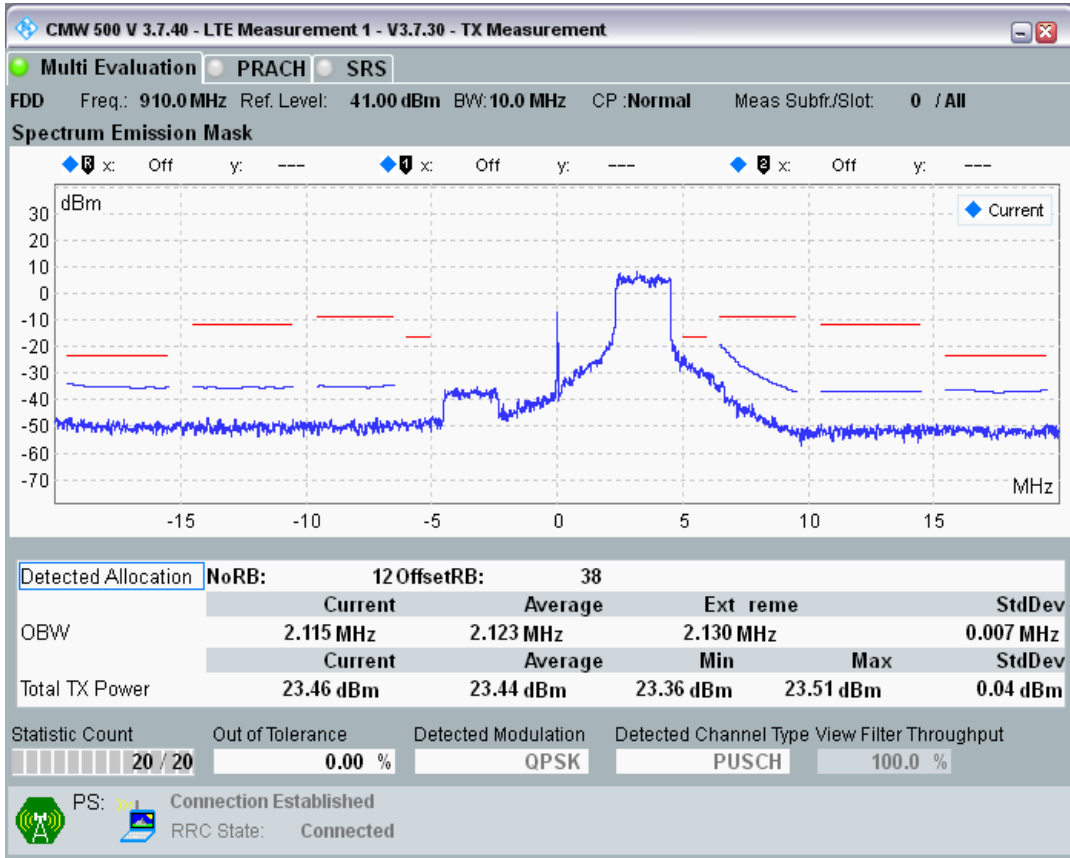 CMW 500 V 3.7.40 - LTE Measurement 1 - V3.7.30 - TX Measurement
Multi Evaluation PRACH SRS
FDD Freq.: 910.0 MHz Ref. Level: 41.00 dBm BW: 10.0 MHz CP :Normal Meas Subfr./Slot: 0 / All
Spectrum Emission Mask
R x: Off y: --- 1 x: Off y: --- 2 x: Off y: ---
dBm
Current
30
20
10
0
-10
-20
-30
-40
-50
-60
-70
MHz
-15 -10 -5 0 5 10 15
Detected Allocation NoRB: 12 OffsetRB: 38
Current Average Ext reme StdDev
OBW 2.115 MHz 2.123 MHz 2.130 MHz 0.007 MHz
Current Average Min Max StdDev
Total TX Power 23.46 dBm 23.44 dBm 23.36 dBm 23.51 dBm 0.04 dBm
Statistic Count Out of Tolerance Detected Modulation Detected Channel Type View Filter Throughput
20 / 20 0.00 % QPSK PUSCH 100.0 %
PS: Connection Established
RRC State: Connected